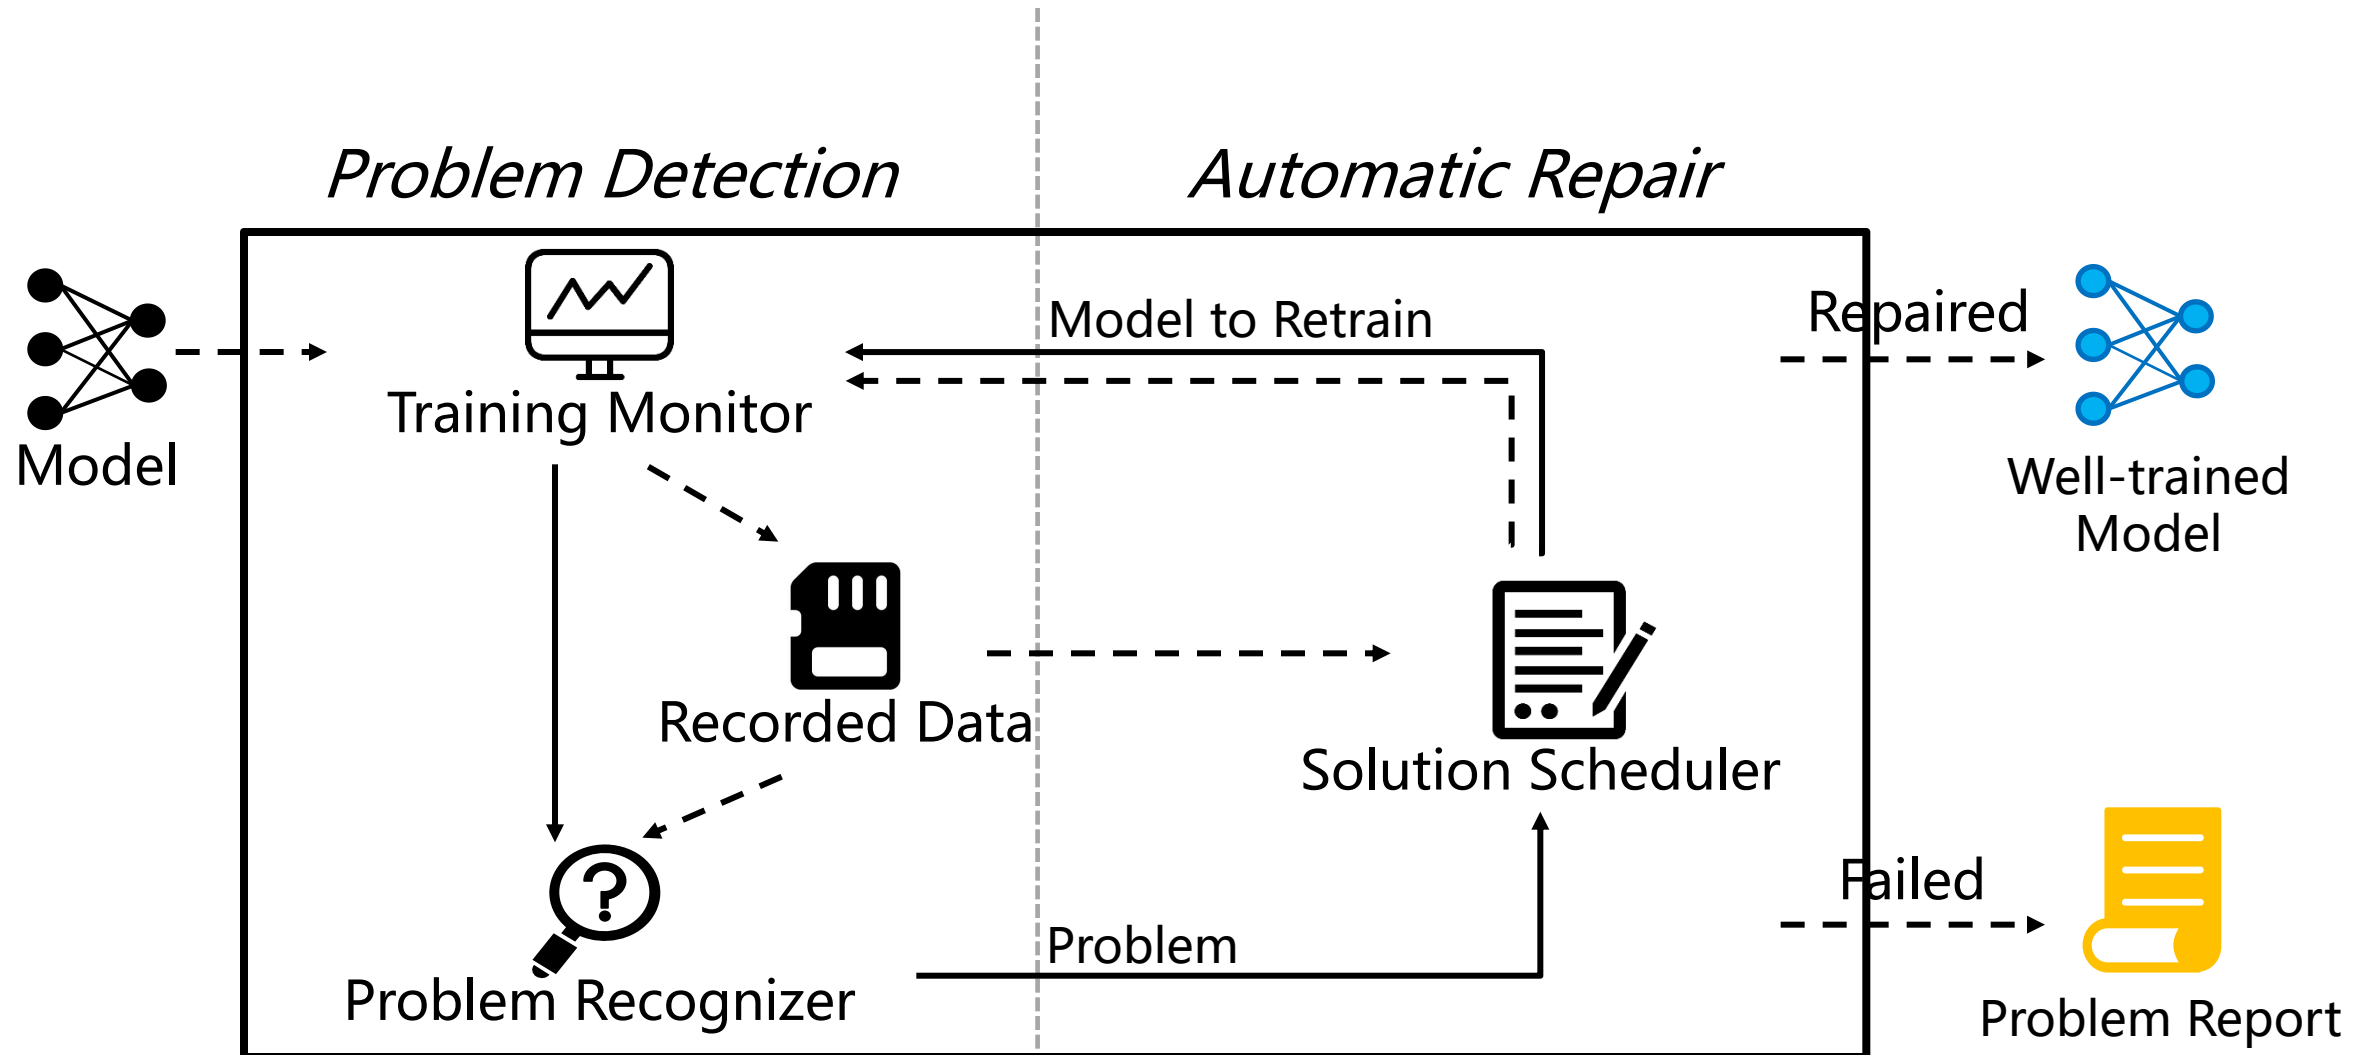 Problem Detection
Automatic Repair
Model
Training Monitor
Model to Retrain
Repaired
Well-trained
Model
Recorded Data
Solution Scheduler
Problem Recognizer
Problem
Failed
Problem Report